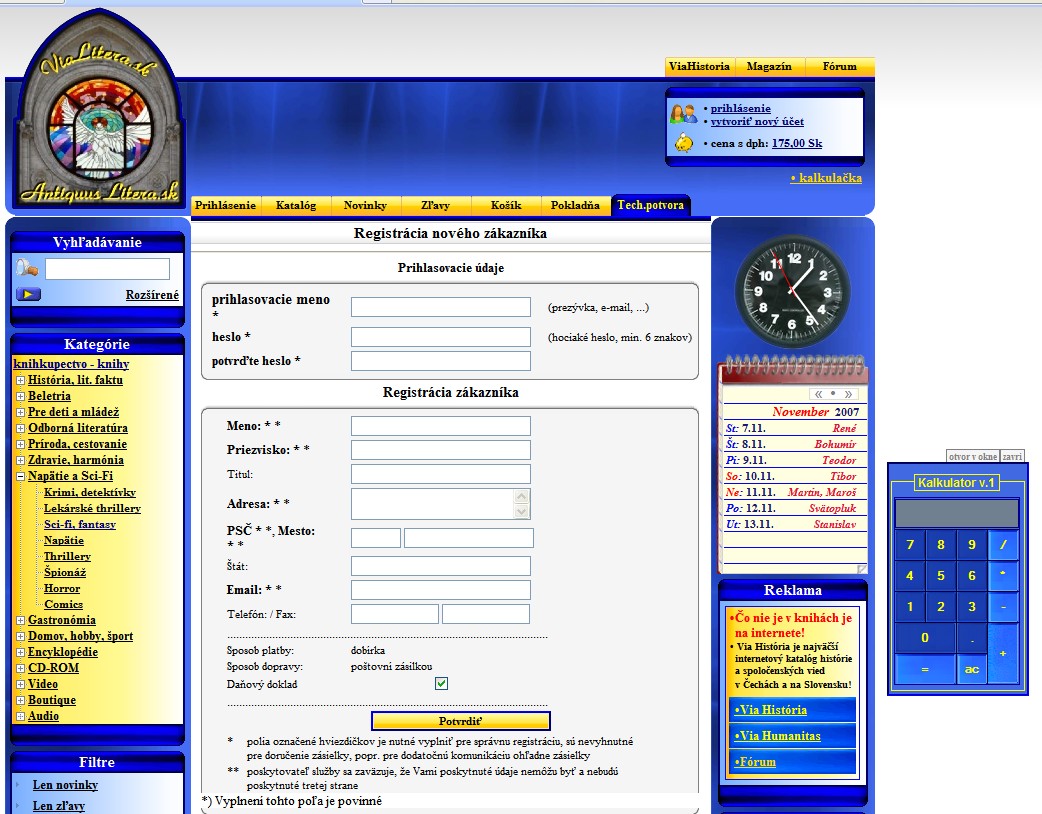 ViaLitera.sk
Antiquus Litera.sk
ViaHistoria Magazín Fórum
• prihlásenie
• vytvoriť nový účet
• cena s dph: 175,00 Sk
• kalkulačka
Prihlásenie Katalóg Novinky Zľavy Košík Pokladňa Tech.potvora
Vyhľadávanie
Rozšírené
Kategórie
knihkupectvo - knihy
História, lit. faktu
Beletria
Pre deti a mládež
Odborná literatúra
Príroda, cestovanie
Zdravie, harmónia
Napätie a Sci-Fi
Krimi, detektívky
Lekárské thrillery
Sci-fi, fantasy
Napätie
Thrillery
Špionáž
Horror
Comics
Gastronómia
Domov, hobby, šport
Encyklopédie
CD-ROM
Video
Boutique
Audio
Filtre
Len novinky
Len zľavy
Registrácia nového zákazníka
Prihlasovacie údaje
prihlasovacie meno
*
(prezývka, e-mail, ...)
heslo *
(hociaké heslo, min. 6 znakov)
potvrďte heslo *
Registrácia zákazníka
Meno: * *
Priezvisko: * *
Titul:
Adresa: * *
PSČ * *, Mesto:
* *
Štát:
Email: * *
Telefón: / Fax:
Sposob platby: dobirka
Sposob dopravy: poštovni zásilkou
Daňový doklad
Potvrdiť
* polia označené hviezdičkov je nutné vyplniť pre správnu registráciu, sú nevyhnutné
pre doručenie zásielky, popr. pre dodatočnú komunikáciu ohľadne zásielky
** poskytovateľ služby sa zaväzuje, že Vami poskytnuté údaje nemôžu byť a nebudú
poskytnuté tretej strane
*) Vyplneni tohto poľa je povinné
12 1 2 3 4 5 6 7 8 9 10 11
« • »
November 2007
St: 7.11. René
Št: 8.11. Bohumír
Pi: 9.11. Teodor
So: 10.11. Tibor
Ne: 11.11. Martin, Maroš
Po: 12.11. Svätopluk
Ut: 13.11. Stanislav
Reklama
•Čo nie je v knihách je
na internete!
• Via História je najväčší
internetový katalóg histórie
a spoločenských vied
v Čechách a na Slovensku!
•Via História
•Via Humanitas
•Fórum
otvor v okne zavri
Kalkulator v.1
7 8 9 /
4 5 6 *
1 2 3 -
0 . +
= ac